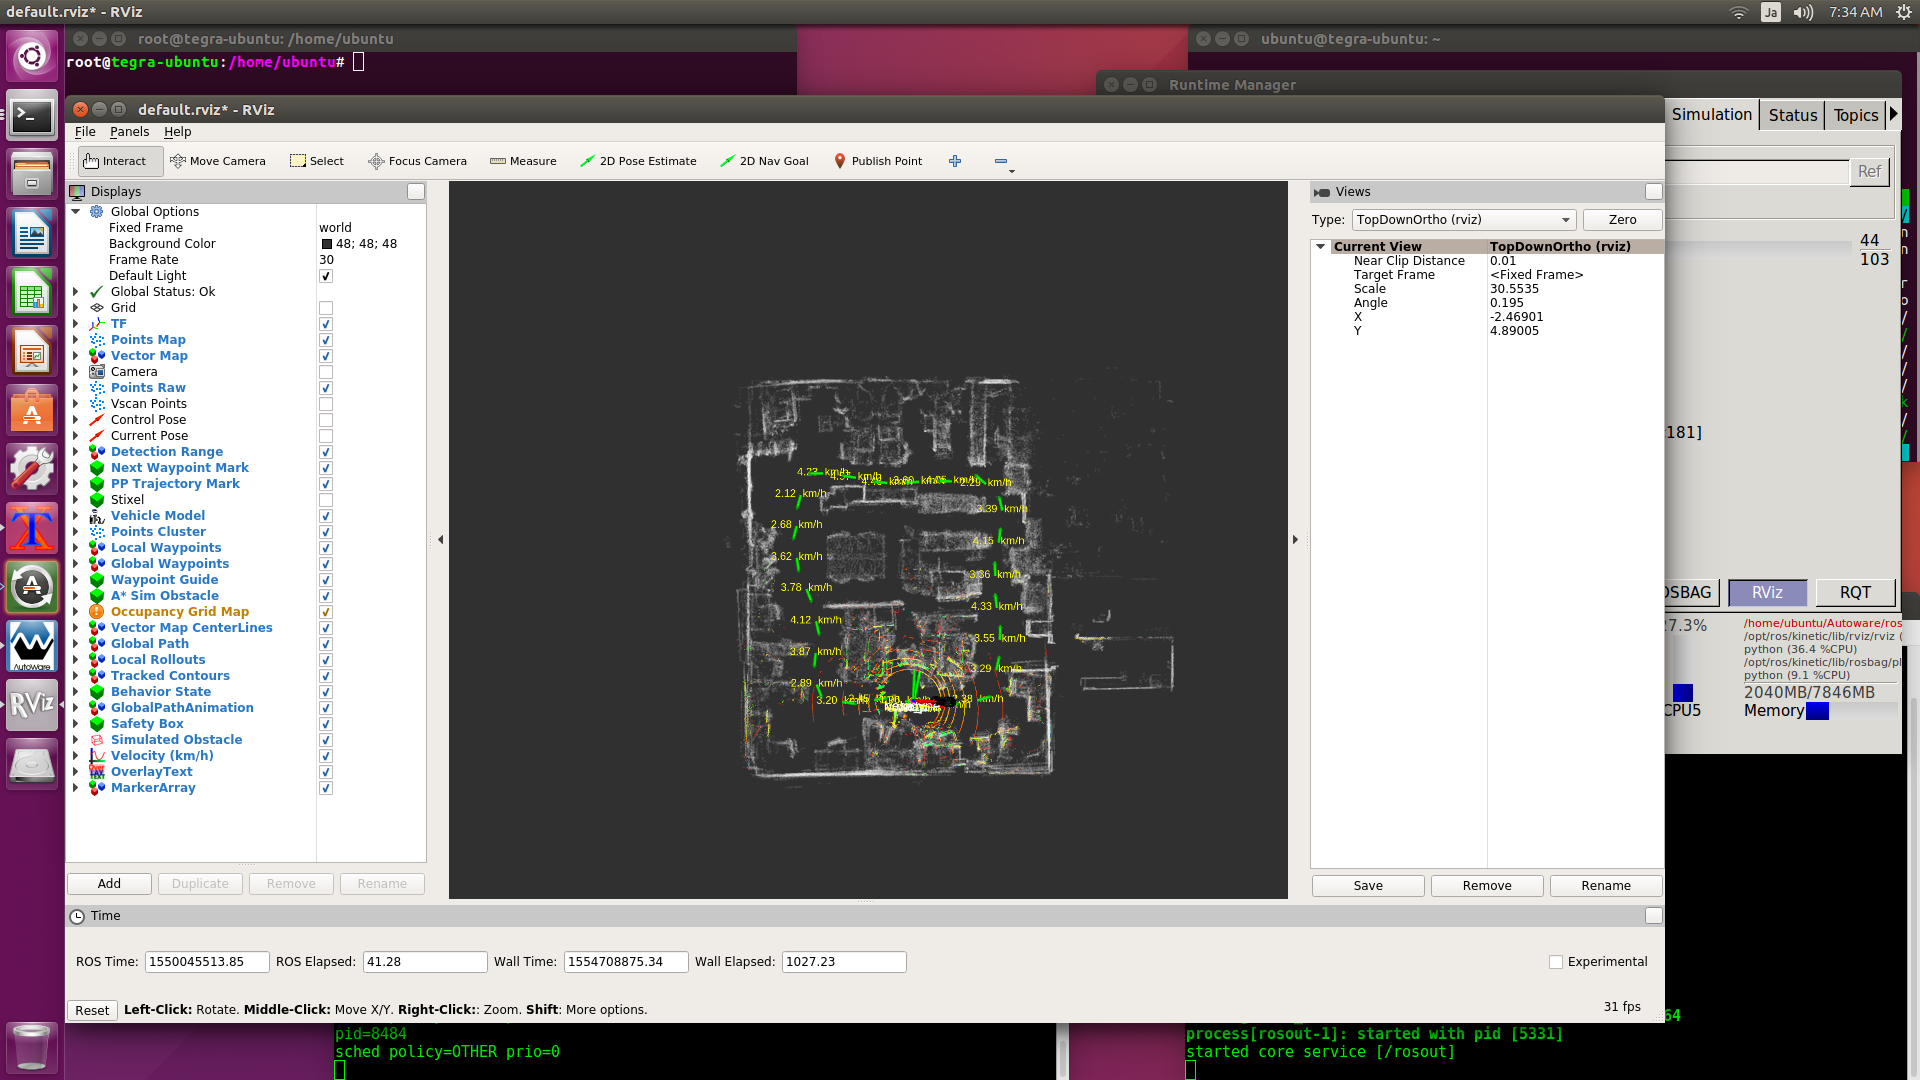 default.rviz* - RViz
Ja
7:34 AM
root@tegra-ubuntu: /home/ubuntu
ubuntu@tegra-ubuntu: ~
root@tegra-ubuntu:/home/ubuntu#
Runtime Manager
Simulation Status Topics
Ref
44
103
181]
OSBAG RViz RQT
7.3%
/home/ubuntu/Autoware/ros
/opt/ros/kinetic/lib/rviz/rviz (
python (36.4 %CPU)
/opt/ros/kinetic/lib/rosbag/pl
python (9.1 %CPU)
2040MB/7846MB
CPU5 Memory
default.rviz* - RViz
File Panels Help
Interact Move Camera Select Focus Camera Measure 2D Pose Estimate 2D Nav Goal Publish Point
Displays
Global Options
Fixed Frame world
Background Color 48; 48; 48
Frame Rate 30
Default Light
Global Status: Ok
Grid
TF
Points Map
Vector Map
Camera
Points Raw
Vscan Points
Control Pose
Current Pose
Detection Range
Next Waypoint Mark
PP Trajectory Mark
Stixel
Vehicle Model
Points Cluster
Local Waypoints
Global Waypoints
Waypoint Guide
A* Sim Obstacle
Occupancy Grid Map
Vector Map CenterLines
Global Path
Local Rollouts
Tracked Contours
Behavior State
GlobalPathAnimation
Safety Box
Simulated Obstacle
Velocity (km/h)
OverlayText
MarkerArray
Add Duplicate Remove Rename
4.23 km/h
km/h
km/h
2.29 km/h
2.12 km/h
3.39 km/h
2.68 km/h
4.15 km/h
3.62 km/h
3.36 km/h
3.78 km/h
4.33 km/h
4.12 km/h
3.55 km/h
3.87 km/h
3.29 km/h
2.89 km/h
3.20 km/h
2.38 km/h
Views
Type: TopDownOrtho (rviz) Zero
Current View TopDownOrtho (rviz)
Near Clip Distance 0.01
Target Frame <Fixed Frame>
Scale 30.5535
Angle 0.195
X -2.46901
Y 4.89005
Save Remove Rename
Time
ROS Time: 1550045513.85 ROS Elapsed: 41.28 Wall Time: 1554708875.34 Wall Elapsed: 1027.23 Experimental
Reset Left-Click: Rotate. Middle-Click: Move X/Y. Right-Click:: Zoom. Shift: More options. 31 fps
pid=8484
sched policy=OTHER prio=0
64
process[rosout-1]: started with pid [5331]
started core service [/rosout]
AutoWare
RViz